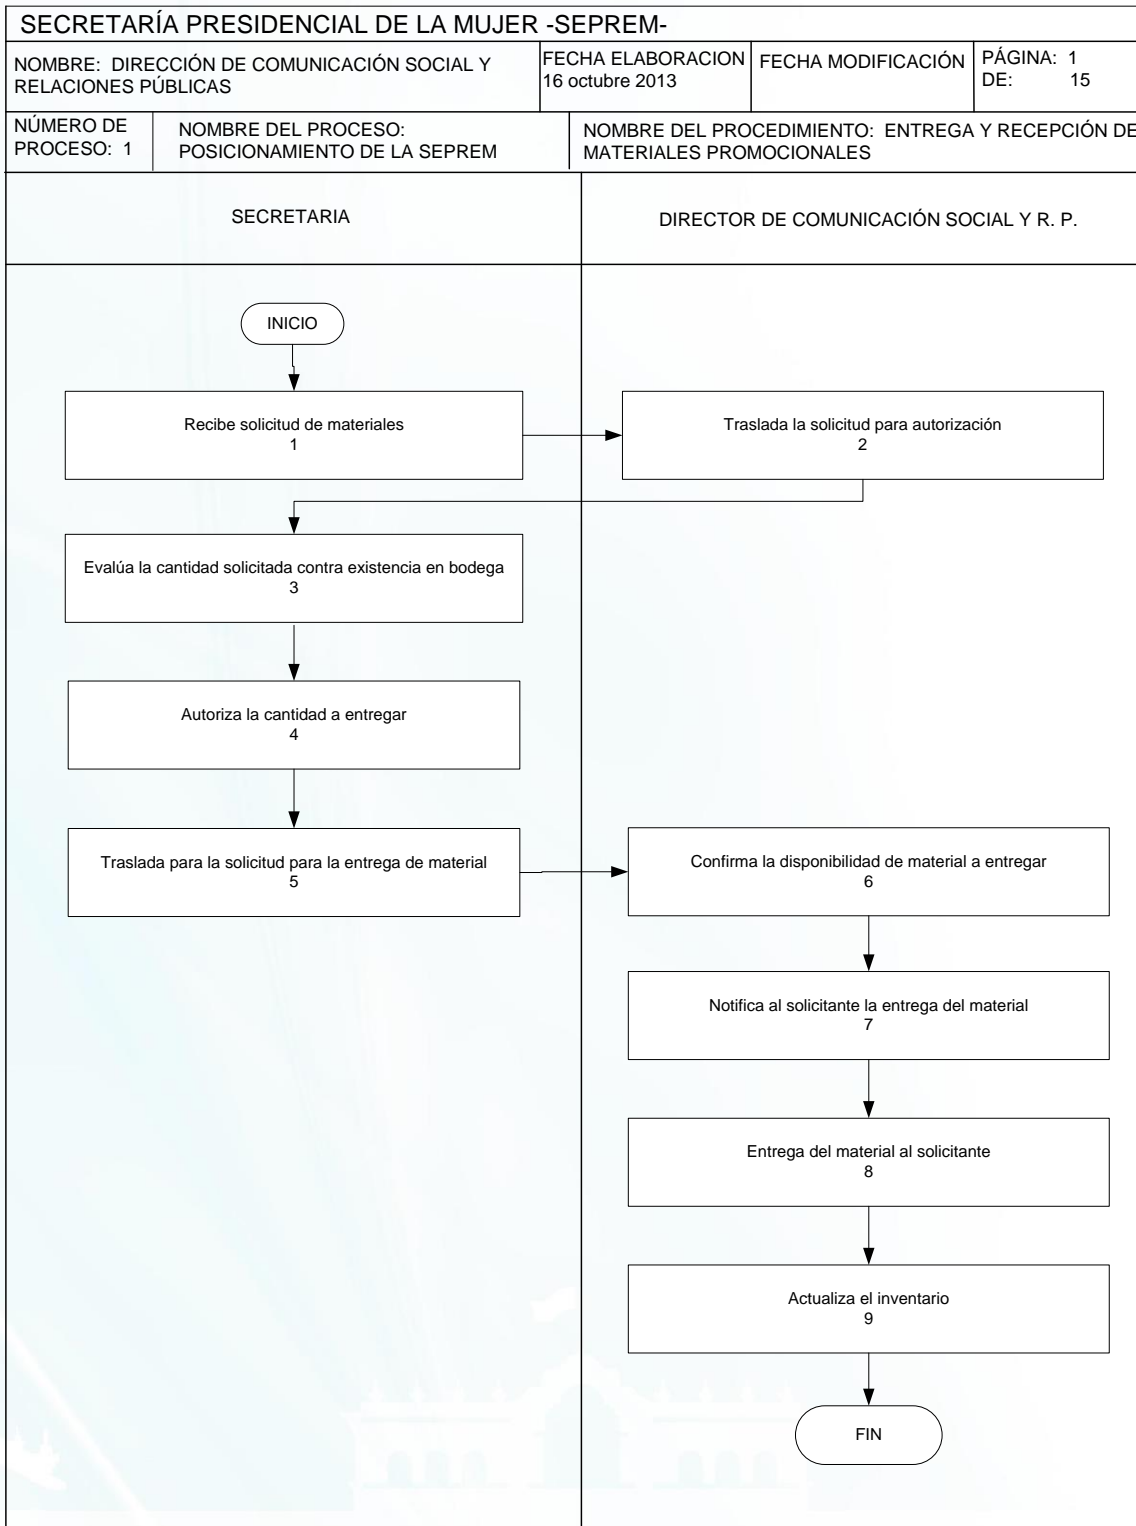 SECRETARÍA PRESIDENCIAL DE LA MUJER -SEPREM-
NOMBRE: DIRECCIÓN DE COMUNICACIÓN SOCIAL Y
RELACIONES PÚBLICAS
FECHA ELABORACION
16 octubre 2013
FECHA MODIFICACIÓN
PÁGINA: 1
DE: 15
NÚMERO DE
PROCESO: 1
NOMBRE DEL PROCESO:
POSICIONAMIENTO DE LA SEPREM
NOMBRE DEL PROCEDIMIENTO: ENTREGA Y RECEPCIÓN DE
MATERIALES PROMOCIONALES
SECRETARIA
DIRECTOR DE COMUNICACIÓN SOCIAL Y R. P.
INICIO
Recibe solicitud de materiales
1
Traslada la solicitud para autorización
2
Evalúa la cantidad solicitada contra existencia en bodega
3
Autoriza la cantidad a entregar
4
Traslada para la solicitud para la entrega de material
5
Confirma la disponibilidad de material a entregar
6
Notifica al solicitante la entrega del material
7
Entrega del material al solicitante
8
Actualiza el inventario
9
FIN